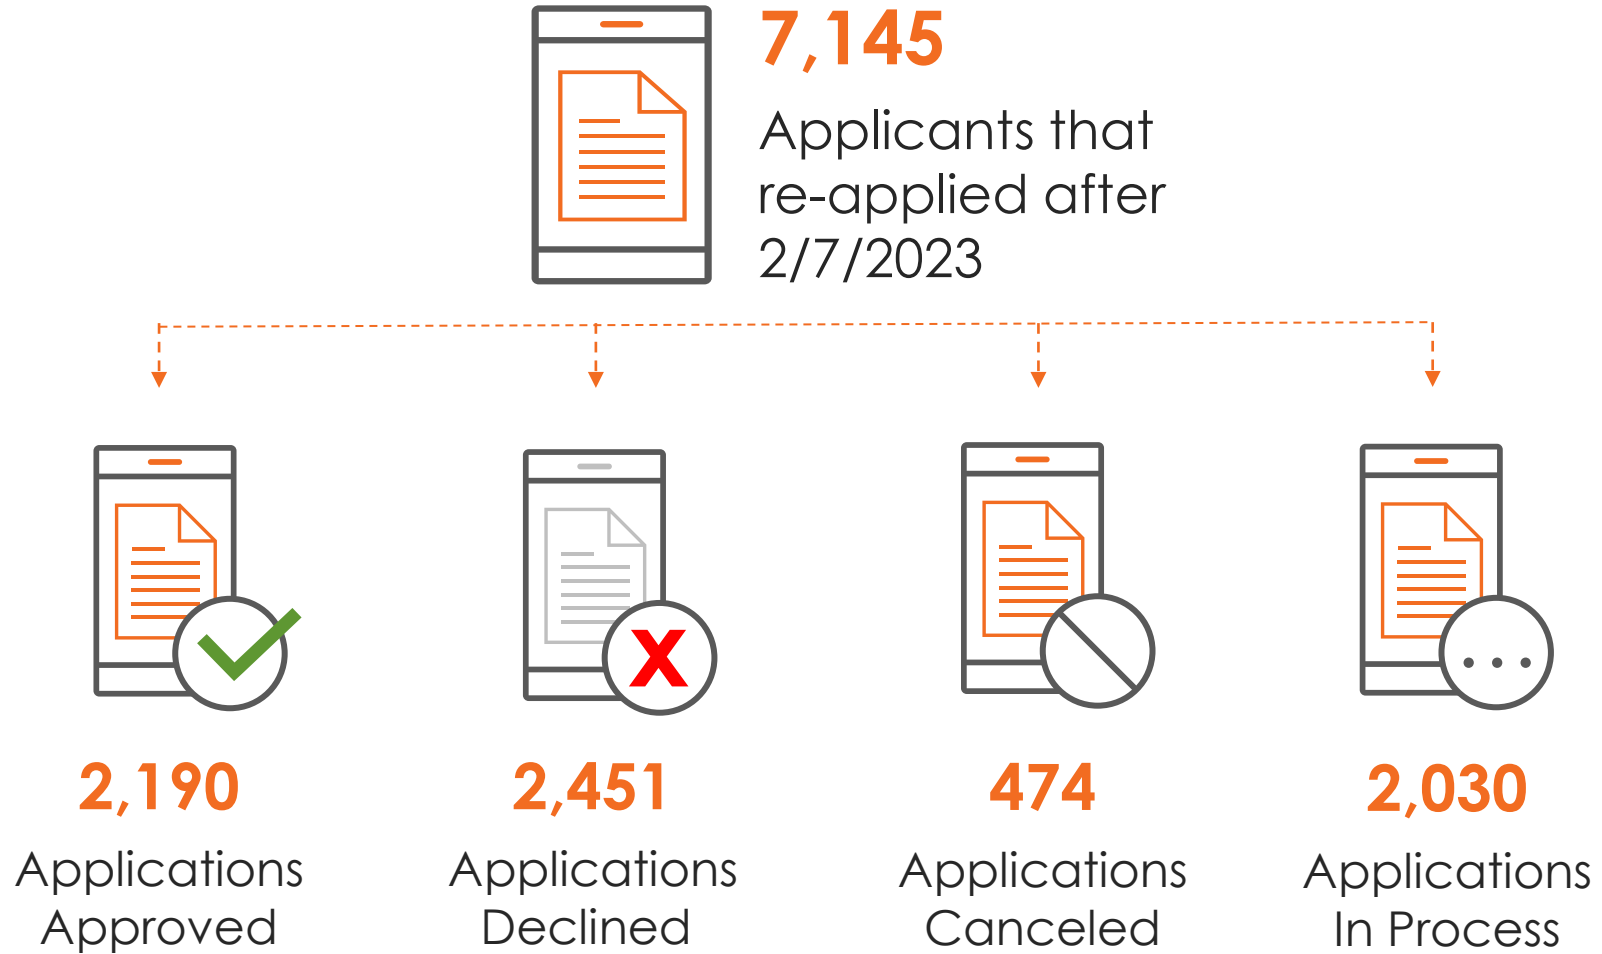 7,145
Applicants that
re-applied after
2/7/2023
X
2,190
Applications
Approved
2,451
Applications
Declined
474
Applications
Canceled
2,030
Applications
In Process